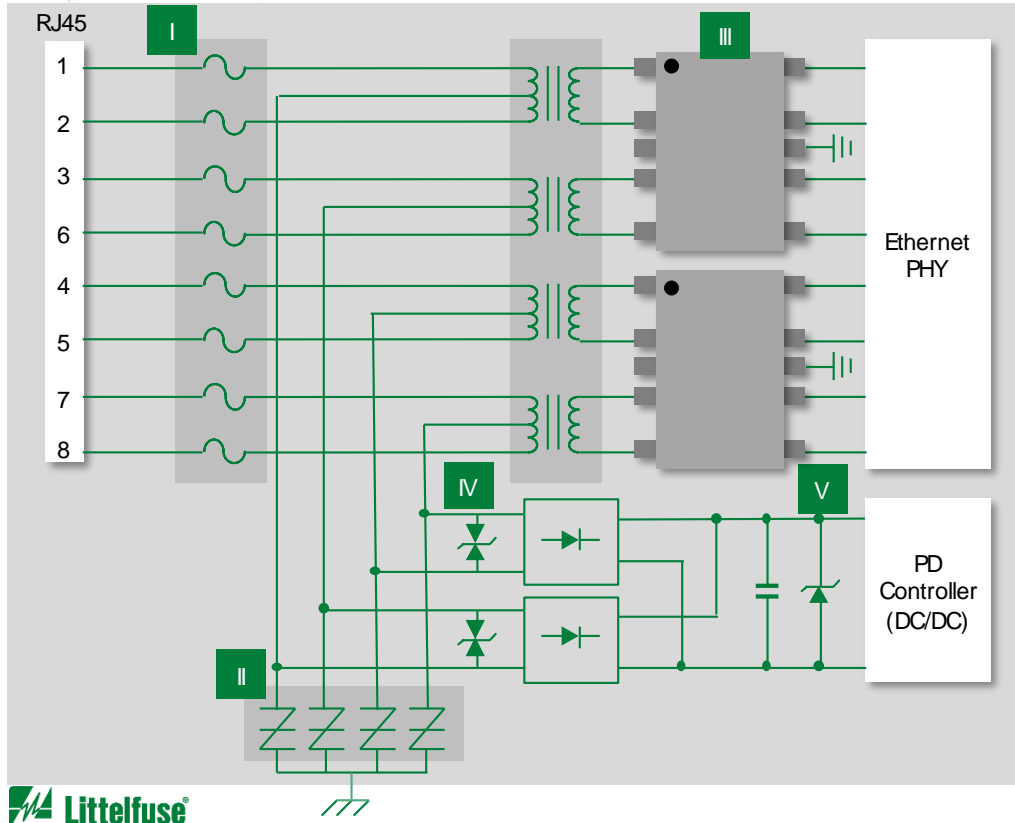 RJ45
I
III
1
2
3
6
4
5
7
8
Ethernet
PHY
IV
V
PD
Controller
(DC/DC)
II
Littelfuse®